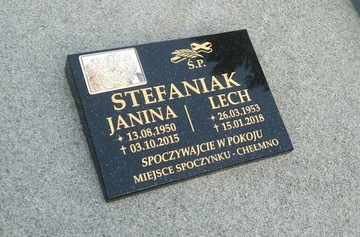 Ś.P.
STEFANIAK
JANINA LECH
* 13.08.1950 * 26.03.1953
† 03.10.2015 † 15.01.2018
SPOCZYWAJCIE W POKOJU
MIEJSCE SPOCZYNKU - CHEŁMNO